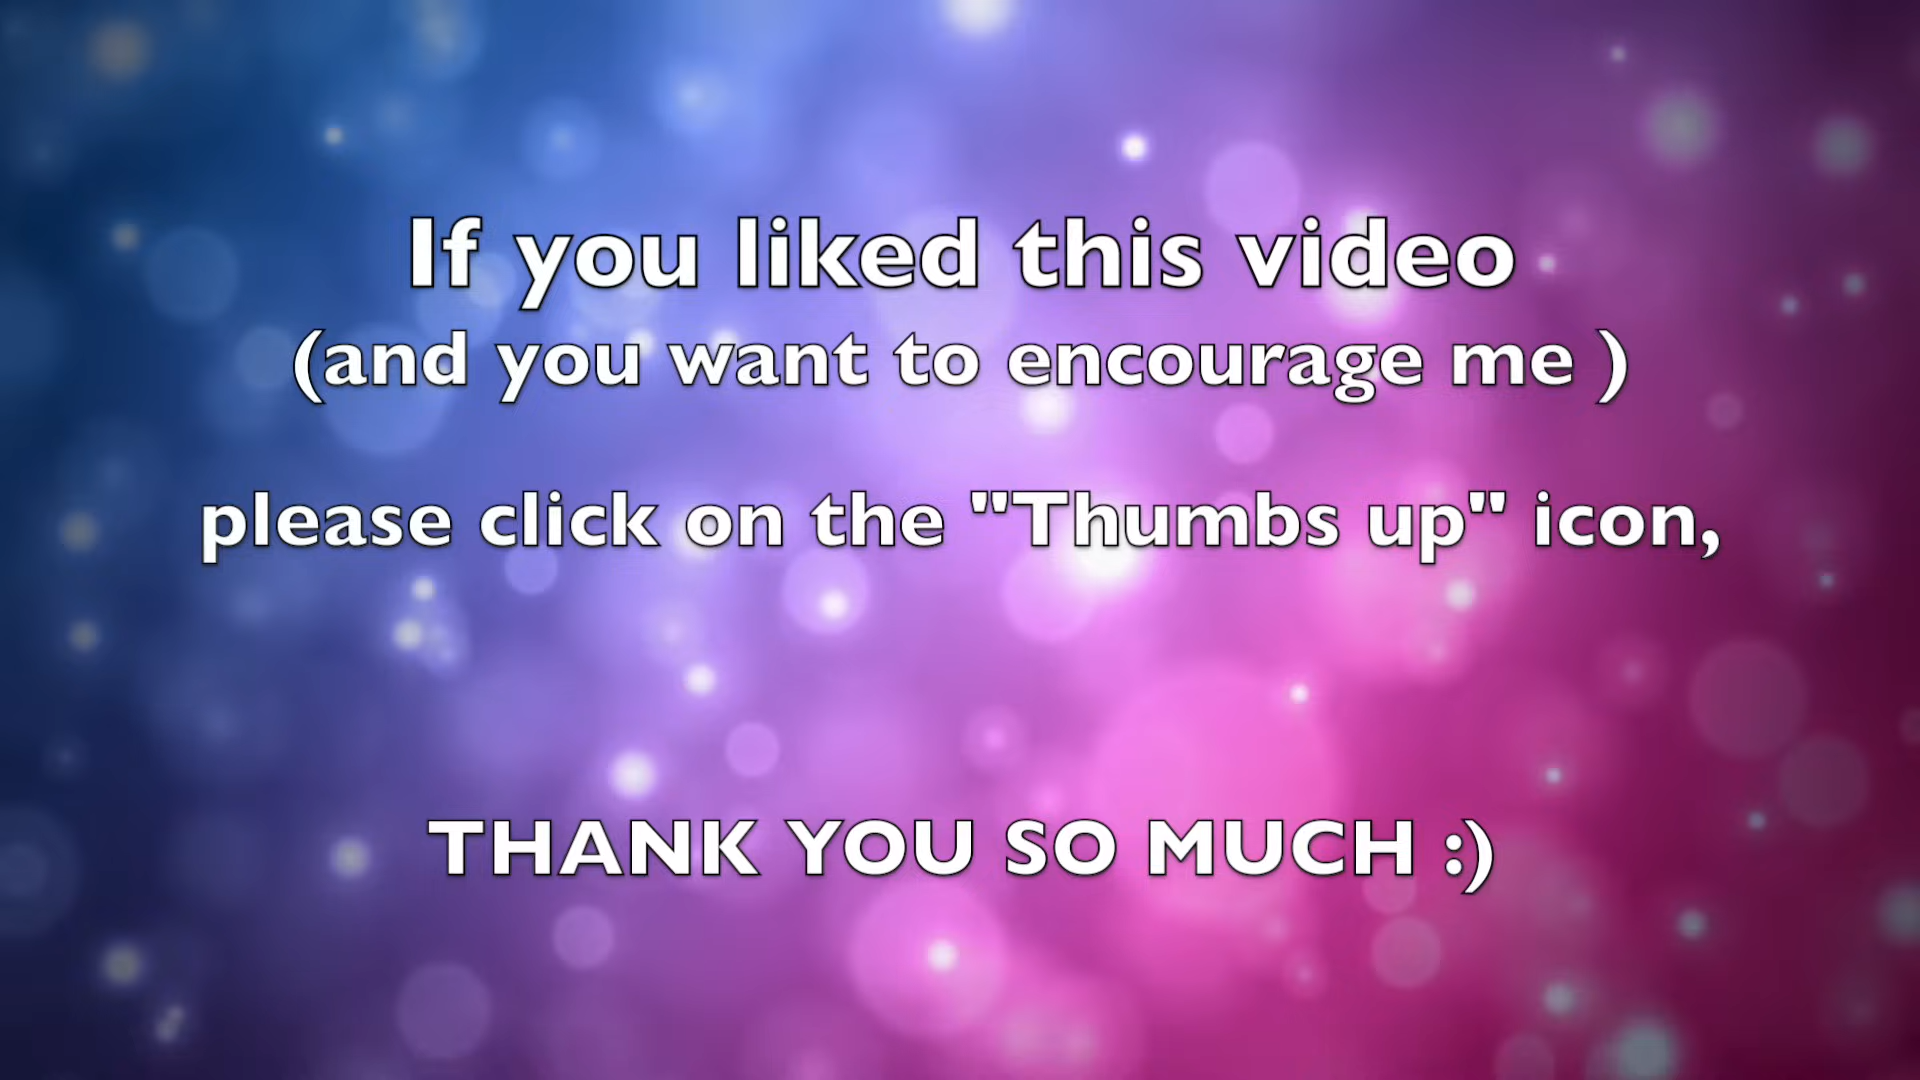 If you liked this video
(and you want to encourage me )
please click on the "Thumbs up" icon,
THANK YOU SO MUCH :)